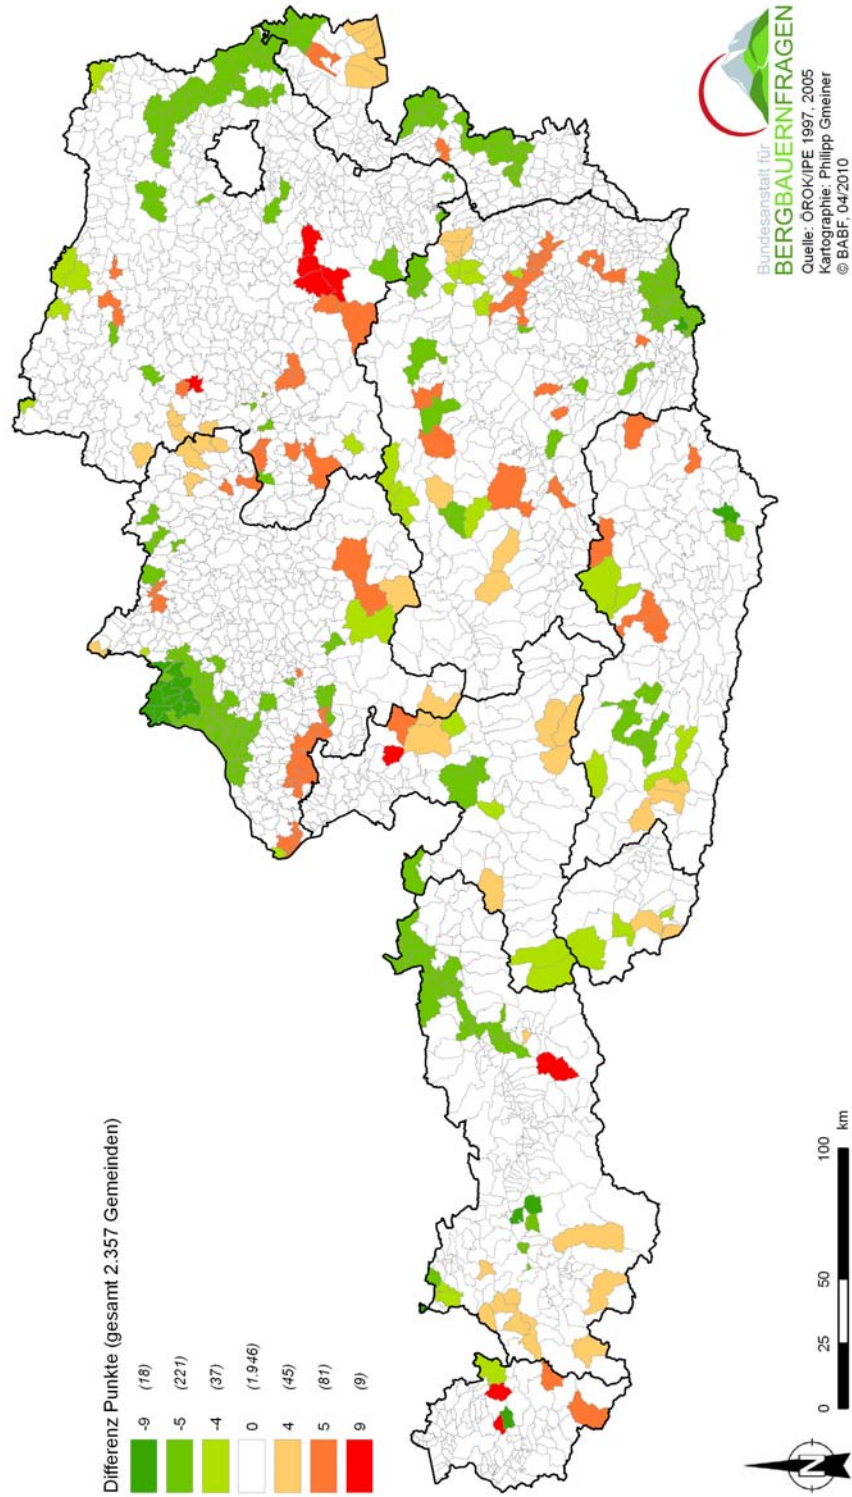 Differenz Punkte (gesamt 2.357 Gemeinden)
-9 (18)
-5 (221)
-4 (37)
0 (1.946)
4 (45)
5 (81)
9 (9)
N
0 25 50 100
km
Bundesanstalt für
BERGBAUERNFRAGEN
Quelle: ÖROK/IPE 1997, 2005
Kartographie: Philipp Gmeiner
© BABF, 04/2010